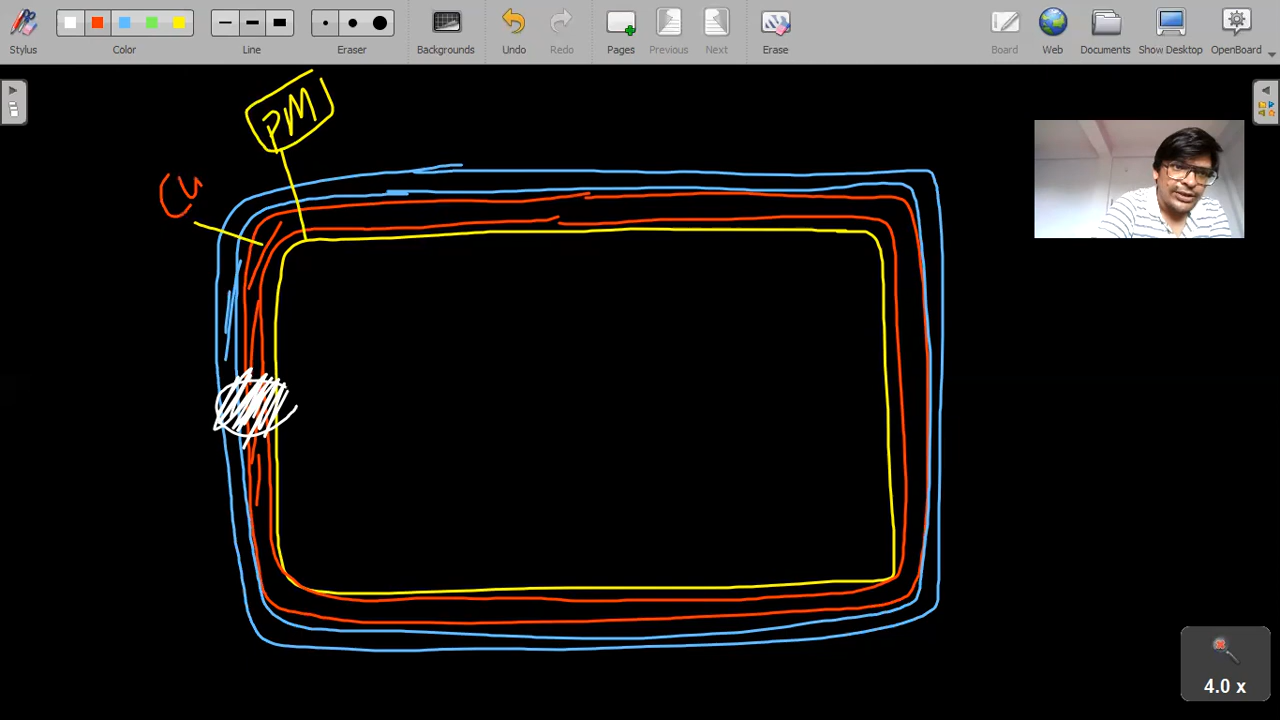 Stylus
Color
Line
Eraser
Backgrounds
Undo
Redo
Pages
Previous
Next
Erase
Board
Web
Documents
Show Desktop
OpenBoard
PM
Cu
4.0 x